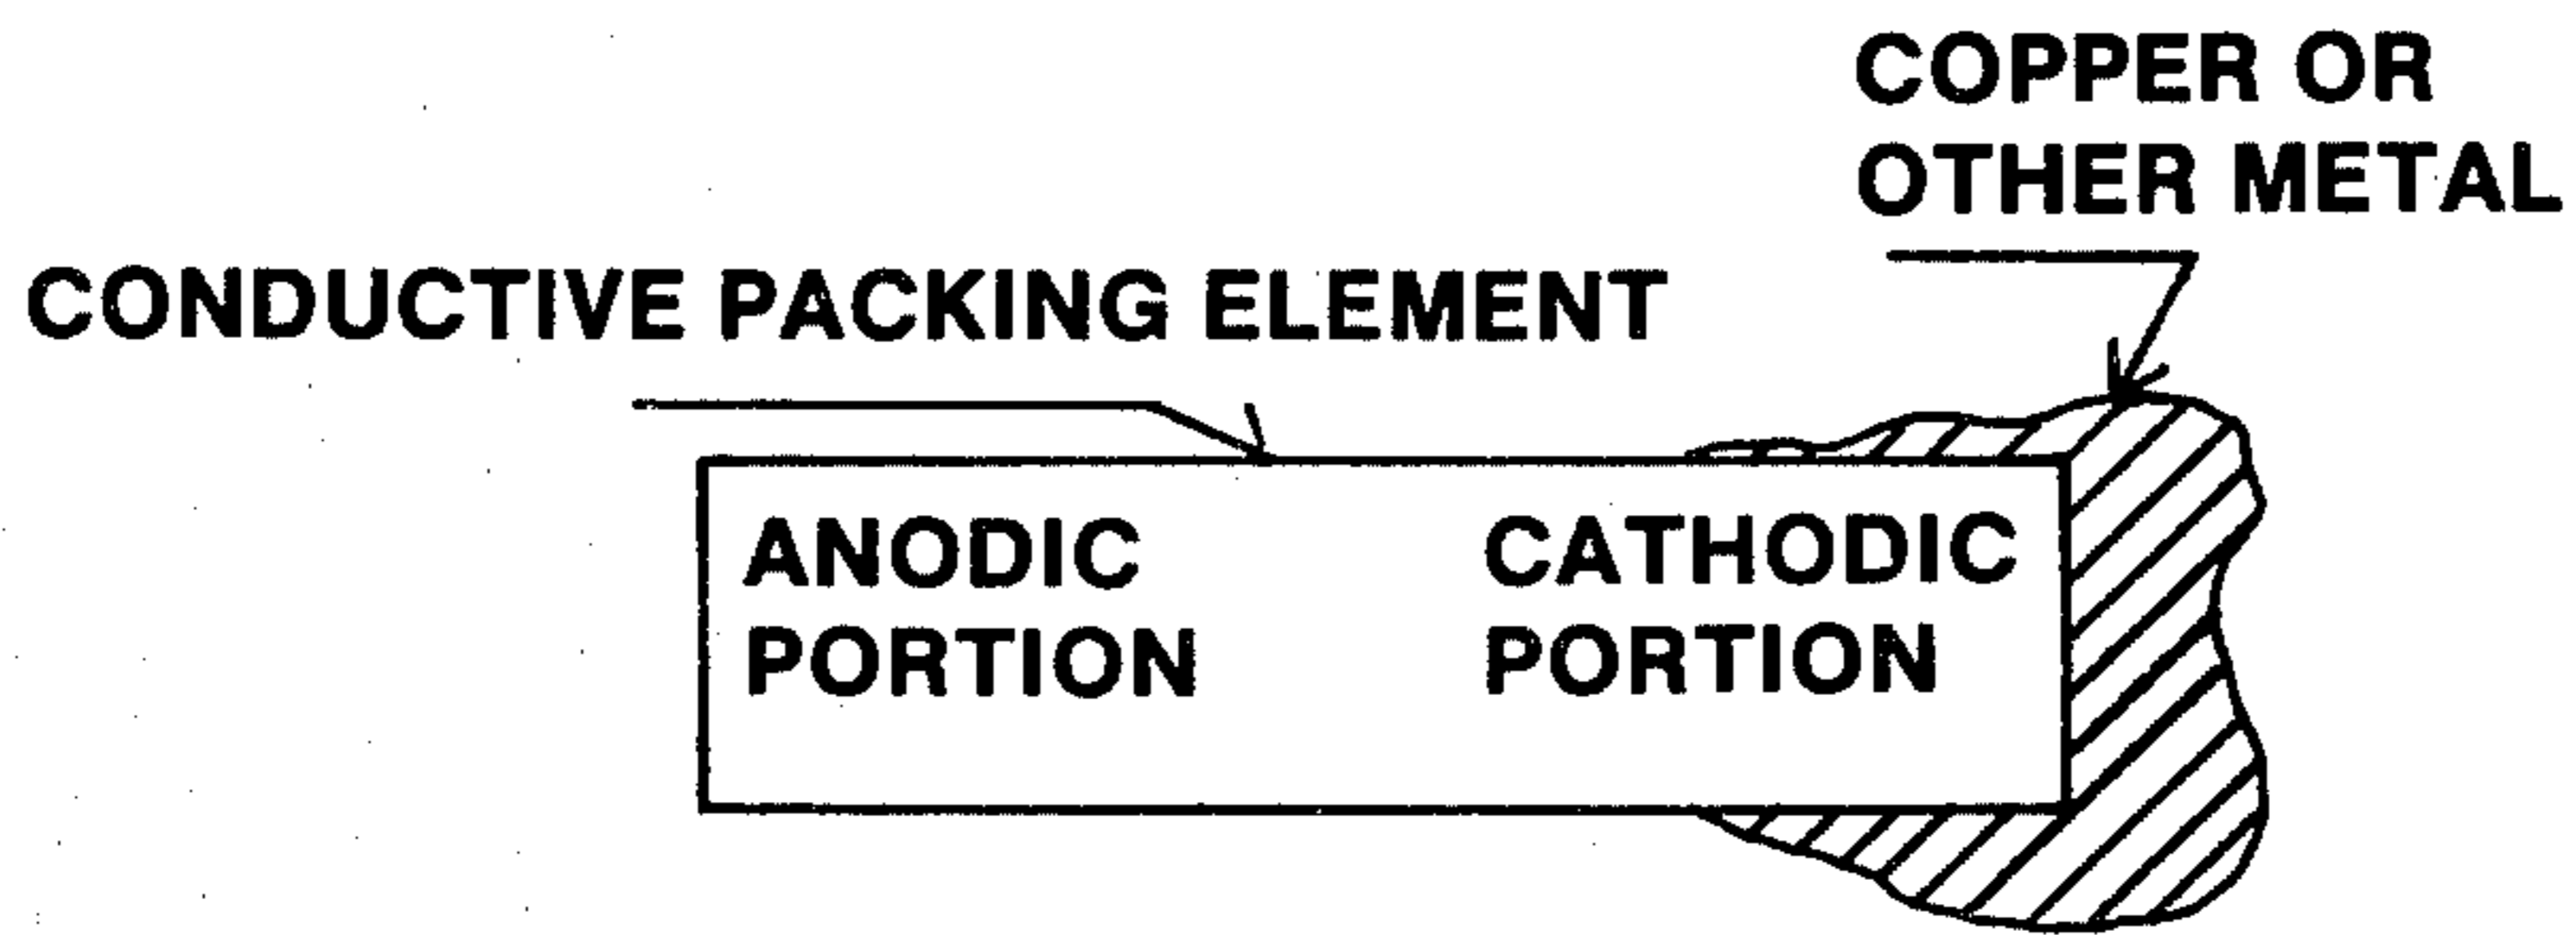 COPPER OR
OTHER METAL
CONDUCTIVE PACKING ELEMENT
ANODIC
PORTION
CATHODIC
PORTION